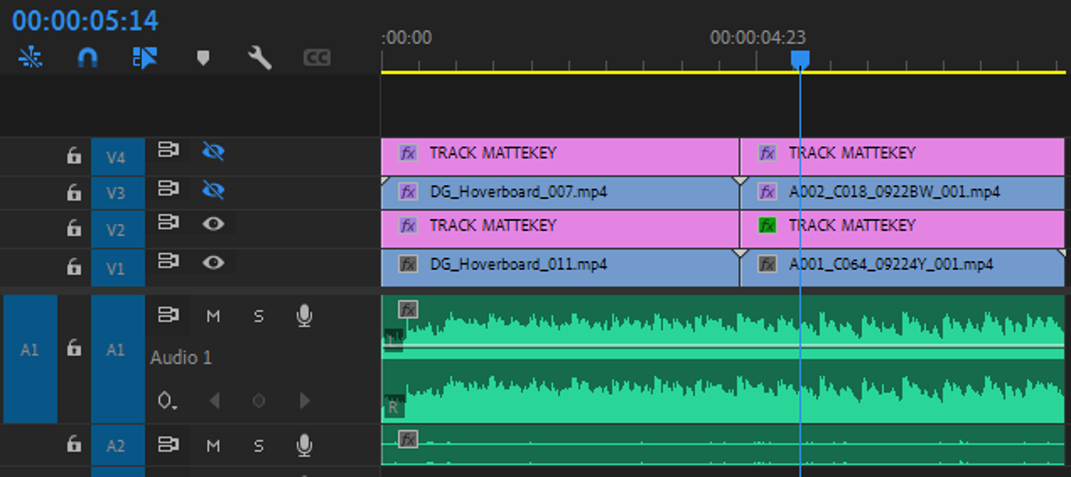 00:00:05:14
:00:00 00:00:04:23
CC
V4 fx TRACK MATTEKEY fx TRACK MATTEKEY
V3 fx DG_Hoverboard_007.mp4 fx A002_C018_0922BW_001.mp4
V2 fx TRACK MATTEKEY fx TRACK MATTEKEY
V1 fx DG_Hoverboard_011.mp4 fx A001_C064_09224Y_001.mp4
A1 A1 M S fx
L
Audio 1
R
A2 M S fx